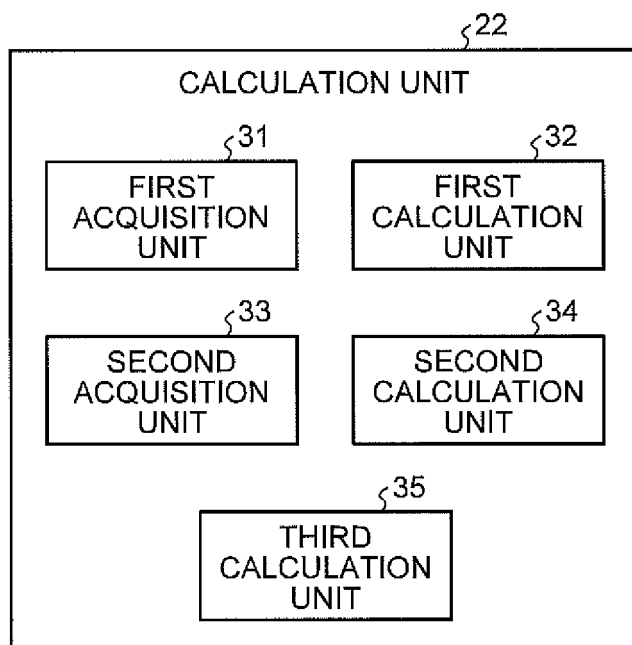 22
CALCULATION UNIT
31
FIRST
ACQUISITION
UNIT
32
FIRST
CALCULATION
UNIT
33
SECOND
ACQUISITION
UNIT
34
SECOND
CALCULATION
UNIT
35
THIRD
CALCULATION
UNIT